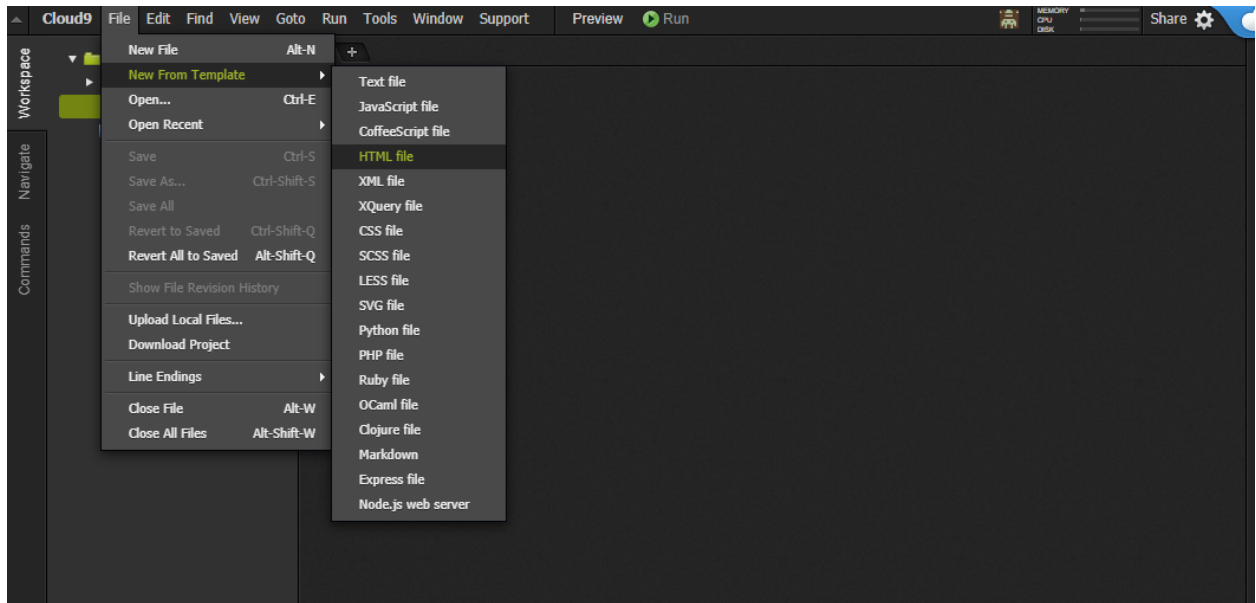 Cloud9 File Edit Find View Goto Run Tools Window Support Preview Run MEMORY CPU DISK Share
Workspace
Navigate
Commands
New File Alt-N
New From Template
Open... Ctrl-E
Open Recent
Save Ctrl-S
Save As... Ctrl-Shift-S
Save All
Revert to Saved Ctrl-Shift-Q
Revert All to Saved Alt-Shift-Q
Show File Revision History
Upload Local Files...
Download Project
Line Endings
Close File Alt-W
Close All Files Alt-Shift-W
+
Text file
JavaScript file
CoffeeScript file
HTML file
XML file
XQuery file
CSS file
SCSS file
LESS file
SVG file
Python file
PHP file
Ruby file
OCaml file
Clojure file
Markdown
Express file
Node.js web server